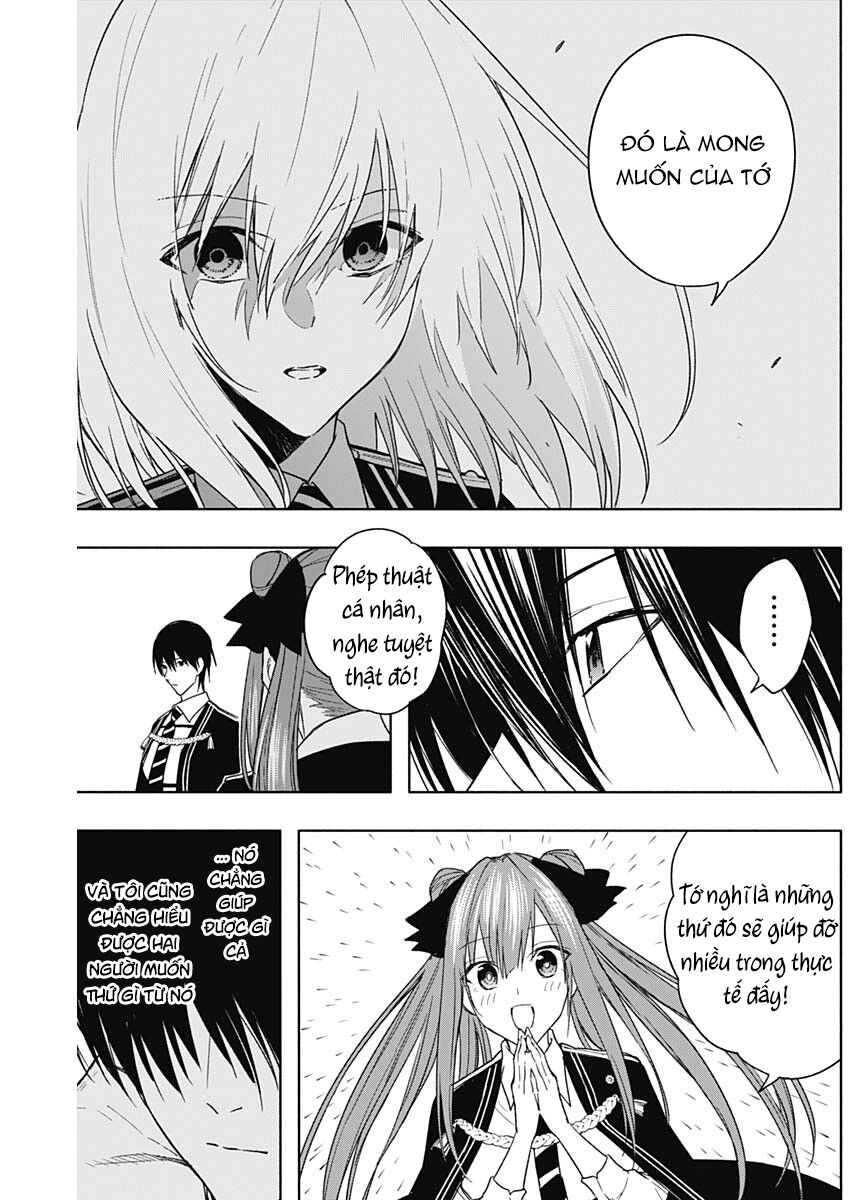 ĐÓ LÀ MONG
MUỐN CỦA TỚ
......
Phép thuật
cá nhân,
nghe tuyệt
thật đó!
Tớ nghĩ là những
thứ đó sẽ giúp đỡ
nhiều trong thực
tế đấy!
... NÓ
CHẲNG
GIÚP
ĐƯỢC GÌ
CẢ
VÀ TÔI CŨNG
CHẲNG HIỂU
ĐƯỢC HAI
NGƯỜI MUỐN
THỨ GÌ TỪ NÓ